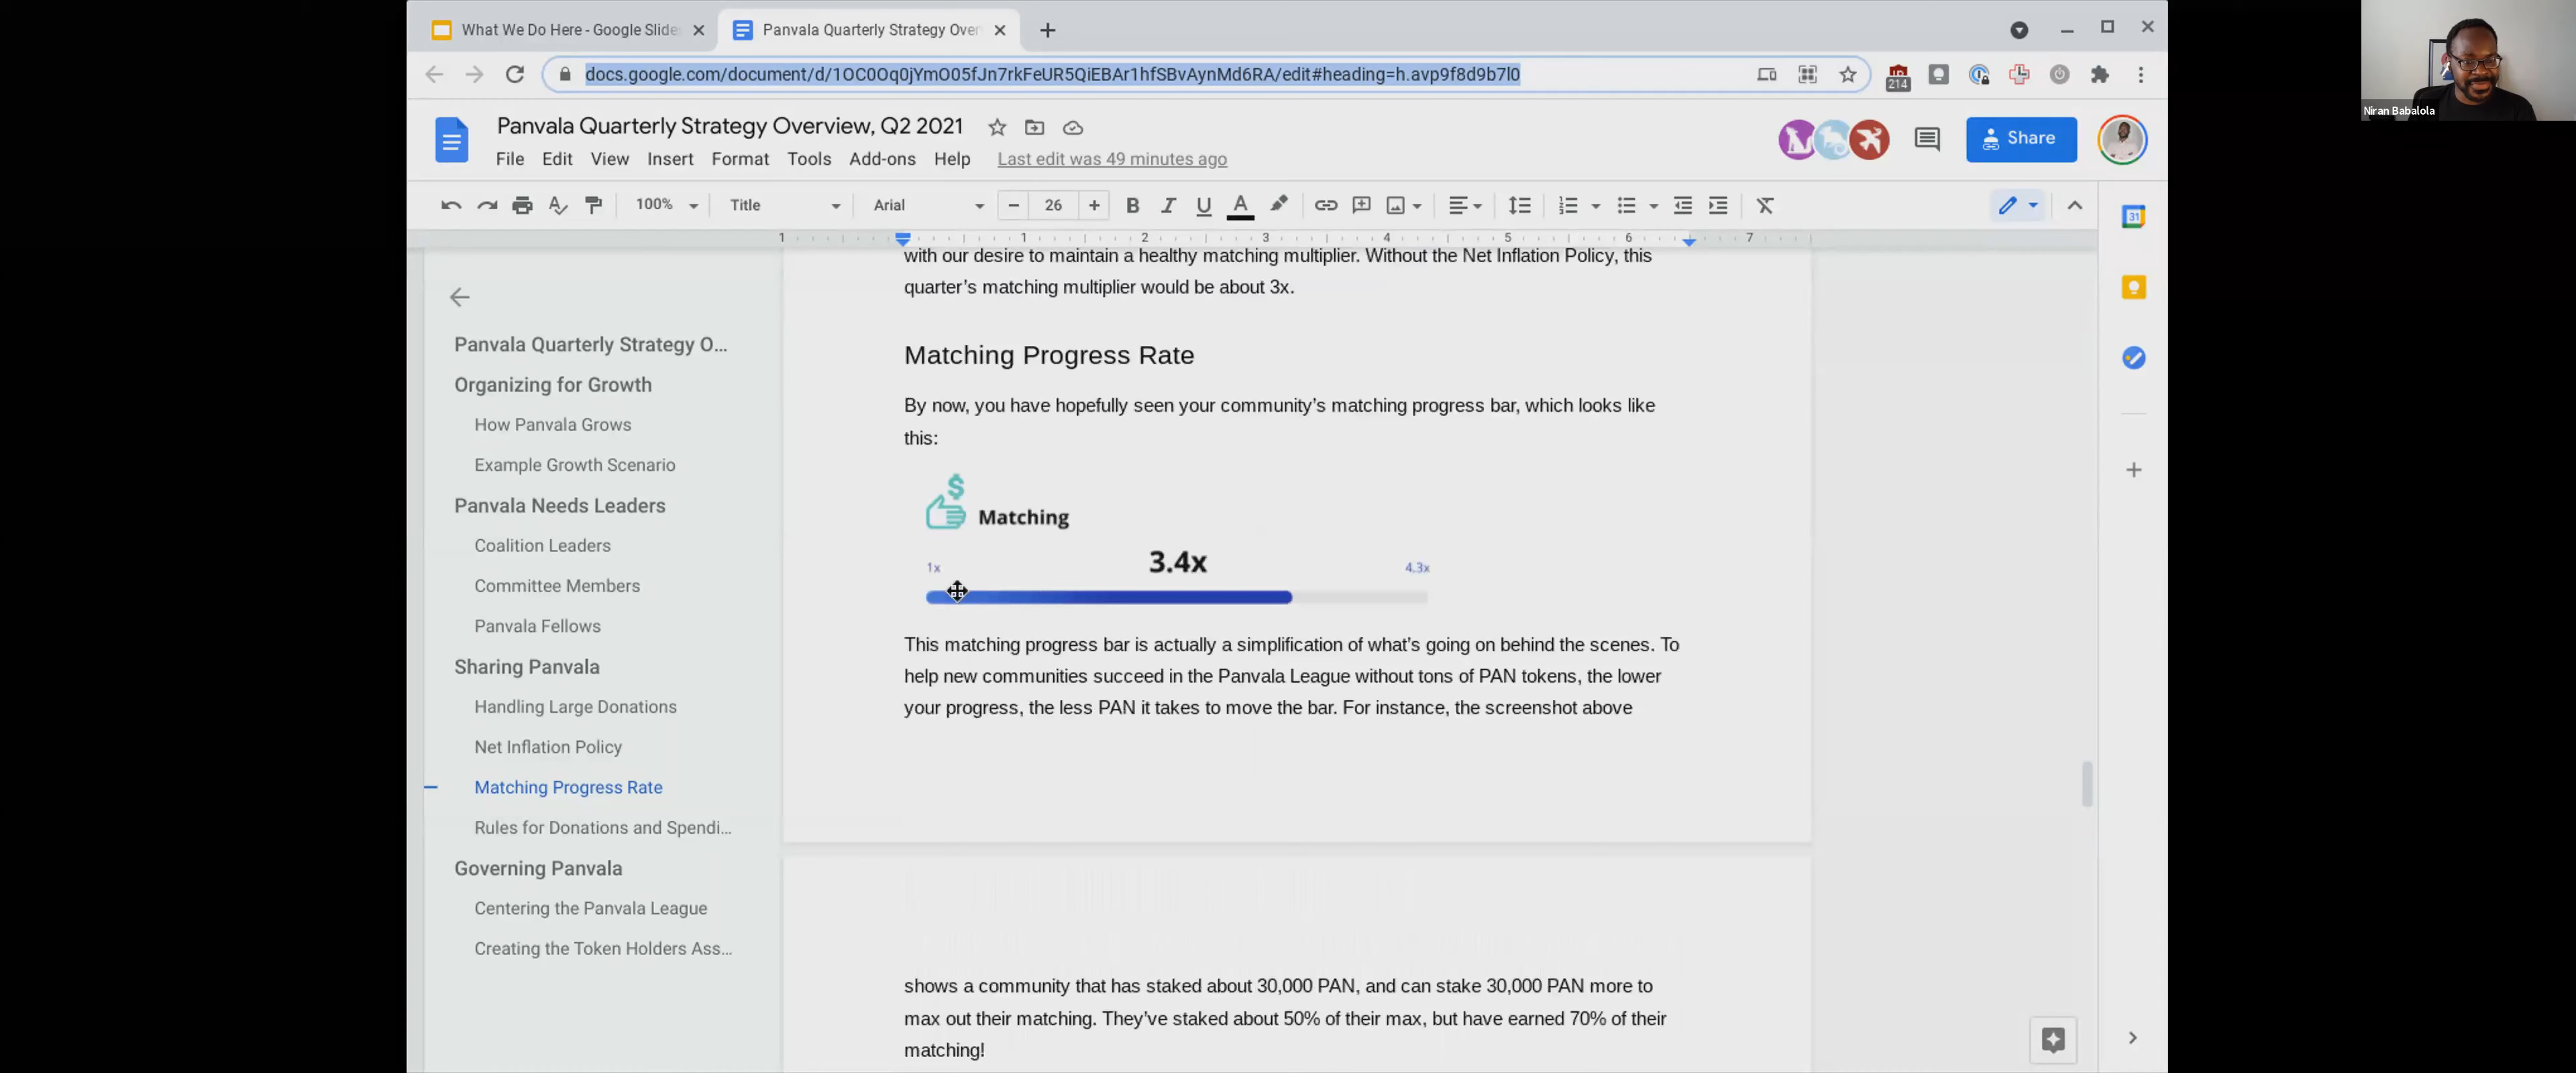 What We Do Here - Google Slides
Panvala Quarterly Strategy Over
docs.google.com/document/d/1OC0Oq0jYmO05fJn7rkFeUR5QiEBAr1hfSBvAynMd6RA/edit#heading=h.avp9f8d9b7l0
214
Niran Babalola
Panvala Quarterly Strategy Overview, Q2 2021
File Edit View Insert Format Tools Add-ons Help Last edit was 49 minutes ago
Share
100% Title Arial 26 B I U A
31
1 1 2 3 4 5 6 7
Panvala Quarterly Strategy O...
Organizing for Growth
How Panvala Grows
Example Growth Scenario
Panvala Needs Leaders
Coalition Leaders
Committee Members
Panvala Fellows
Sharing Panvala
Handling Large Donations
Net Inflation Policy
Matching Progress Rate
Rules for Donations and Spendi...
Governing Panvala
Centering the Panvala League
Creating the Token Holders Ass...
with our desire to maintain a healthy matching multiplier. Without the Net Inflation Policy, this
quarter's matching multiplier would be about 3x.
Matching Progress Rate
By now, you have hopefully seen your community's matching progress bar, which looks like
this:
$
Matching
1x 3.4x 4.3x
This matching progress bar is actually a simplification of what's going on behind the scenes. To
help new communities succeed in the Panvala League without tons of PAN tokens, the lower
your progress, the less PAN it takes to move the bar. For instance, the screenshot above
shows a community that has staked about 30,000 PAN, and can stake 30,000 PAN more to
max out their matching. They've staked about 50% of their max, but have earned 70% of their
matching!